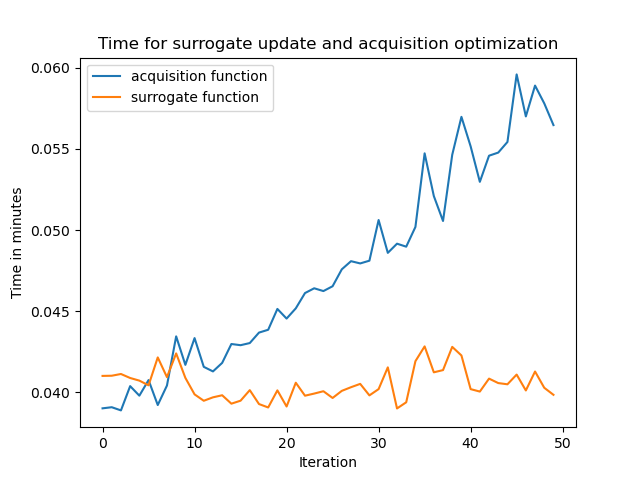 Time for surrogate update and acquisition optimization
acquisition function
surrogate function
0.060
0.055
0.050
0.045
0.040
Time in minutes
0 10 20 30 40 50
Iteration